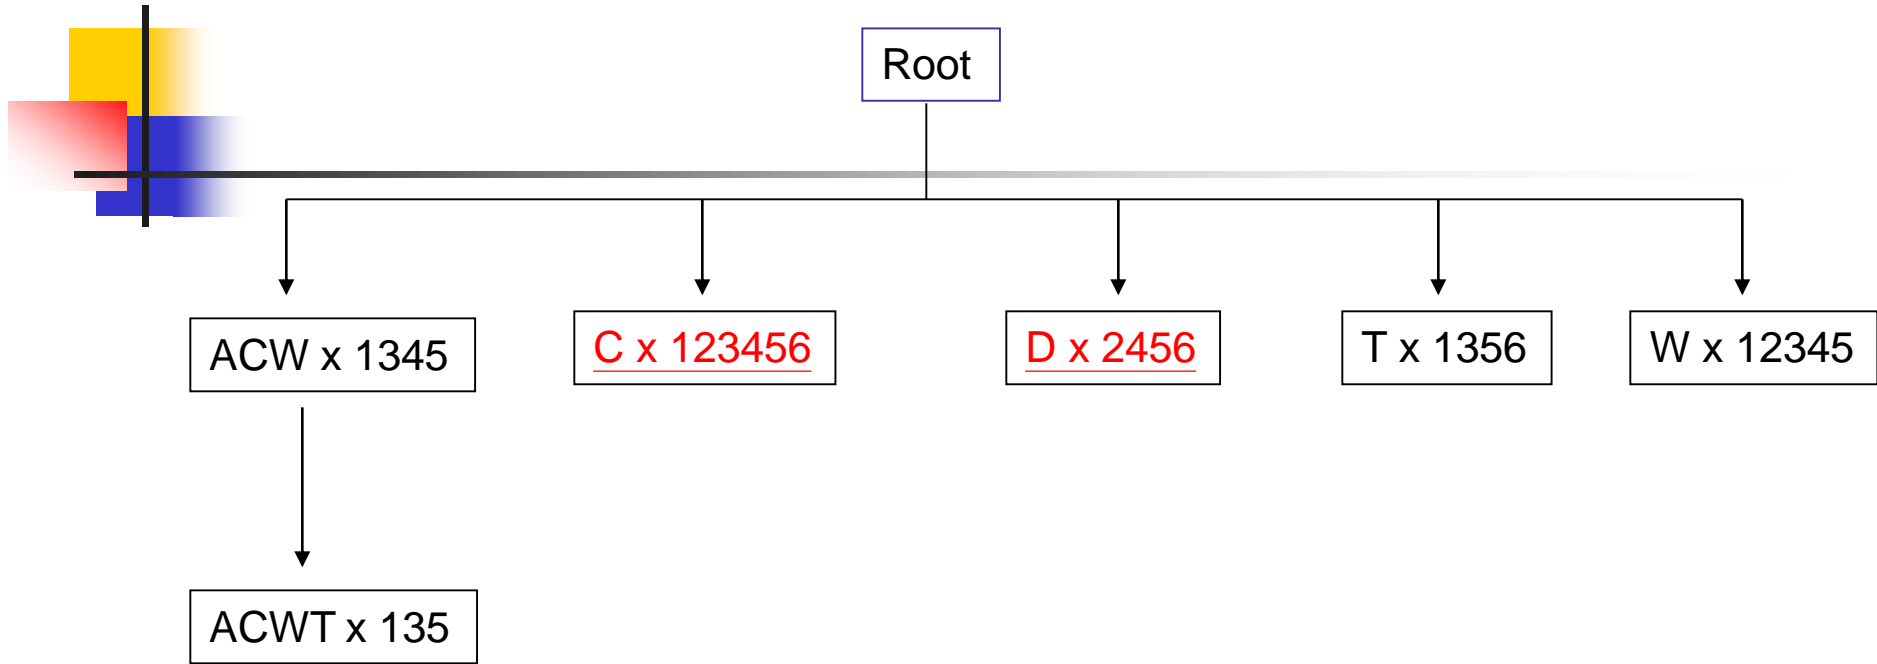 Root
ACW x 1345
C x 123456
D x 2456
T x 1356
W x 12345
ACWT x 135